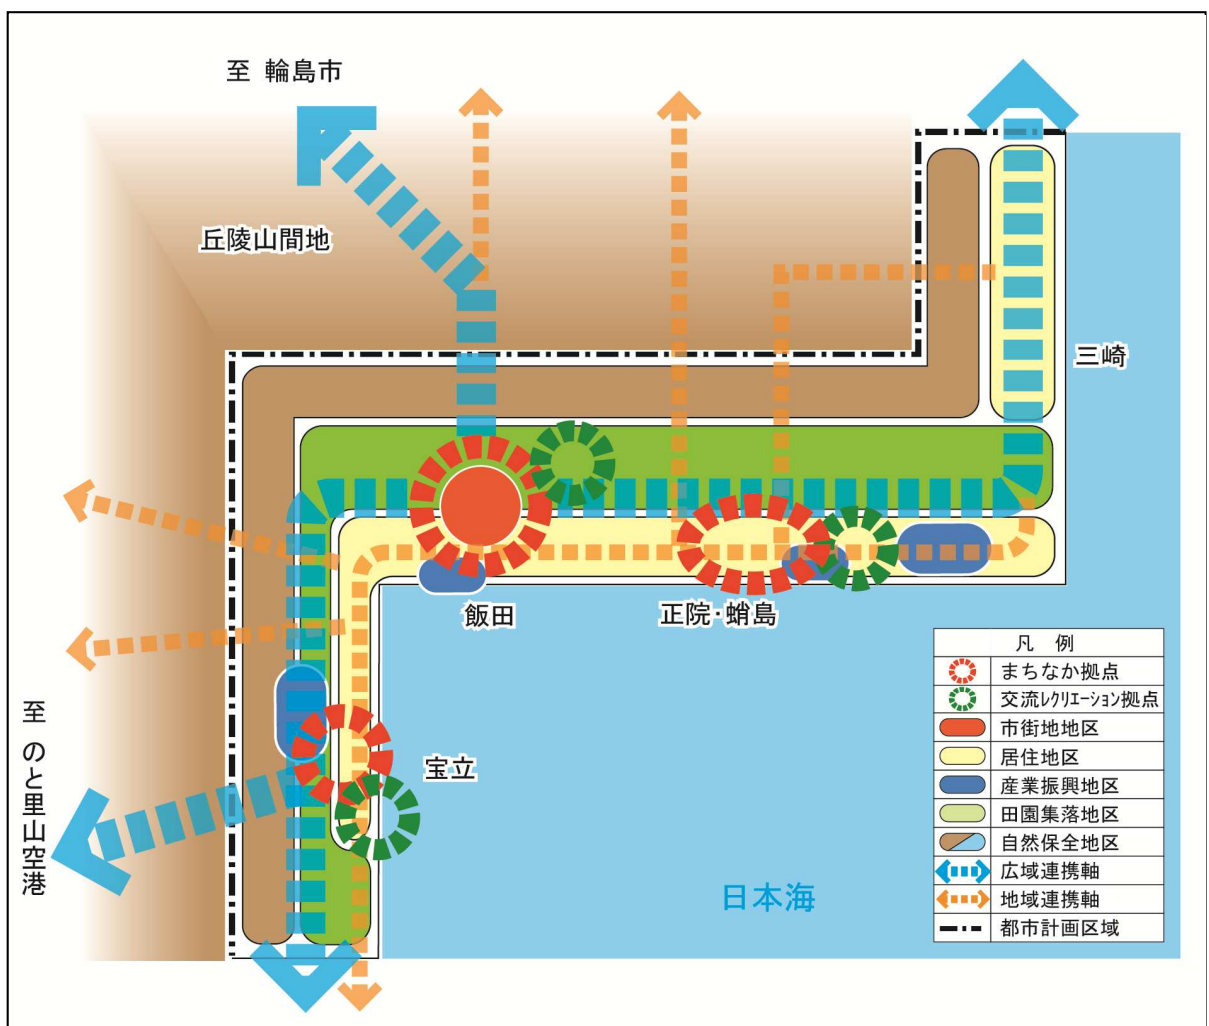 至 輪島市
丘陵山間地
三崎
飯田
正院・蛸島
宝立
至 のと里山空港
日本海
凡 例
まちなか拠点
交流レクリエーション拠点
市街地地区
居住地区
産業振興地区
田園集落地区
自然保全地区
広域連携軸
地域連携軸
都市計画区域